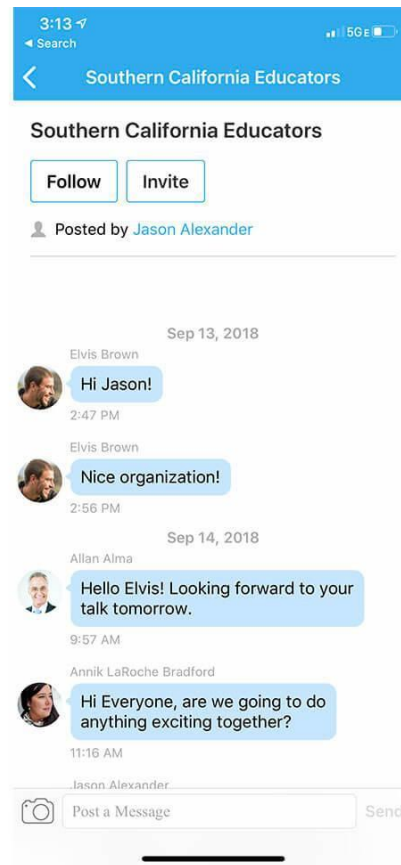 3:13
5GE
◀ Search
Southern California Educators
Southern California Educators
Follow Invite
Posted by Jason Alexander
Sep 13, 2018
Elvis Brown
Hi Jason!
2:47 PM
Elvis Brown
Nice organization!
2:56 PM
Sep 14, 2018
Allan Alma
Hello Elvis! Looking forward to your
talk tomorrow.
9:57 AM
Annik LaRoche Bradford
Hi Everyone, are we going to do
anything exciting together?
11:16 AM
Jason Alexander
Post a Message Send